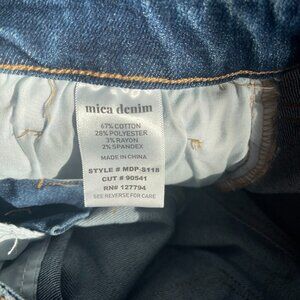 mica denim
67% COTTON
28% POLYESTER
3% RAYON
2% SPANDEX
MADE IN CHINA
STYLE # MDP-S118
CUT # 90541
RN# 127794
SEE REVERSE FOR CARE